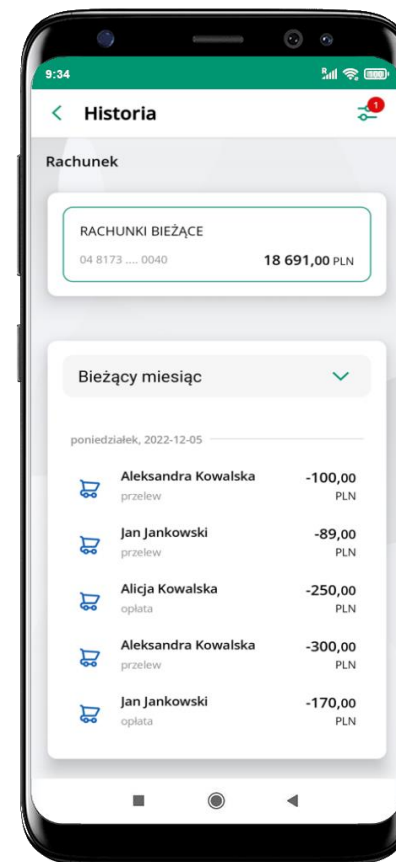 9:34
R
100
Historia
1
Rachunek
RACHUNKI BIEŻĄCE
04 8173 .... 0040 18 691,00 PLN
Bieżący miesiąc
poniedziałek, 2022-12-05
Aleksandra Kowalska -100,00
przelew PLN
Jan Jankowski -89,00
przelew PLN
Alicja Kowalska -250,00
opłata PLN
Aleksandra Kowalska -300,00
przelew PLN
Jan Jankowski -170,00
opłata PLN